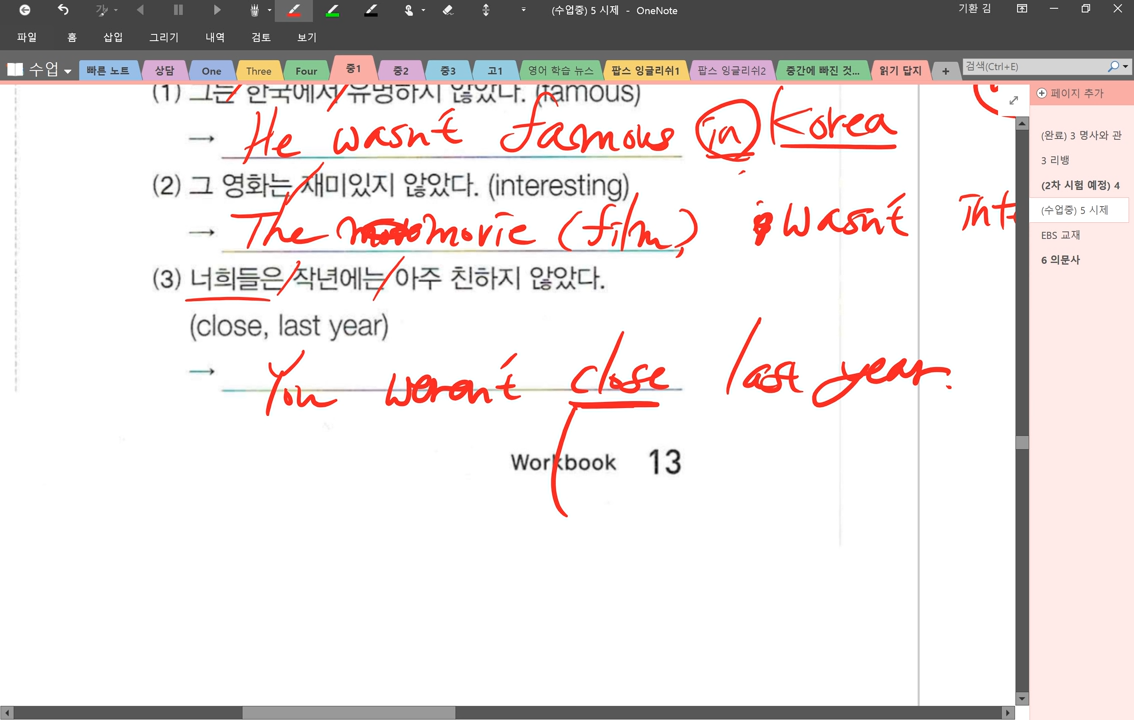 (수업중) 5 시제 - OneNote
기환 김
파일 홈 삽입 그리기 내역 검토 보기
수업 빠른 노트 상담 One Three Four 중1 중2 중3 고1 영어 학습 뉴스 팝스 잉글리쉬1 팝스 잉글리쉬2 중간에 빠진 것... 읽기 답지 + 검색(Ctrl+E)
페이지 추가
(완료) 3 명사와 관
3 리뱅
(2차 시험 예정) 4
(수업중) 5 시제
EBS 교재
6 의문사
(1) 그는 한국에서 유명하지 않았다. (famous)
→ He wasn't famous in Korea
(2) 그 영화는 재미있지 않았다. (interesting)
→ The movie (film) wasn't inte
(3) 너희들은 작년에는 아주 친하지 않았다.
(close, last year)
→ You weren't close last year.
Workbook 13